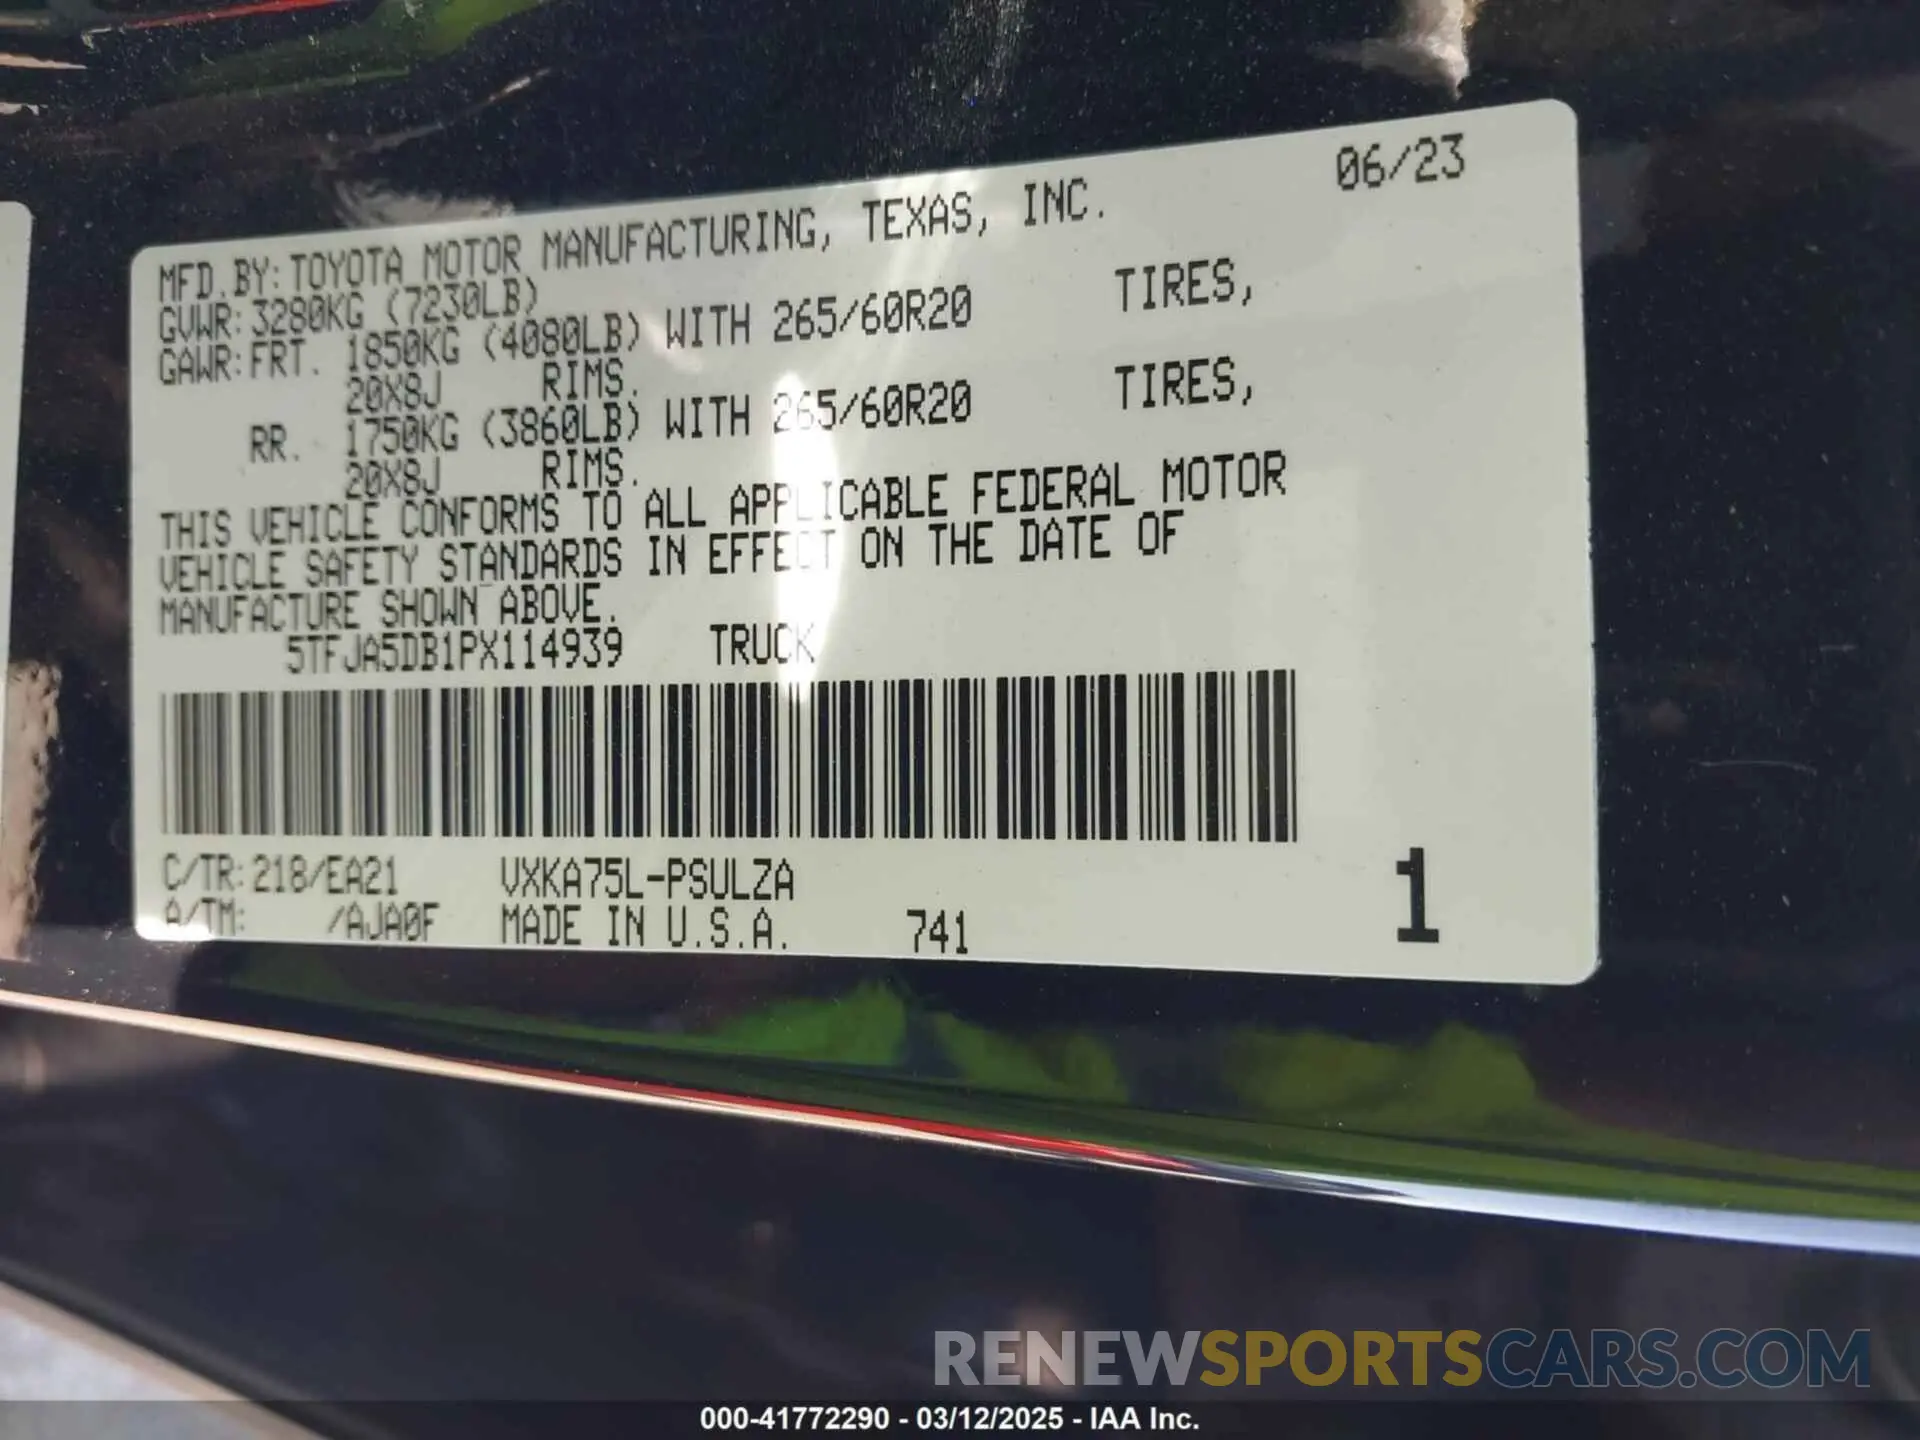 06/23
MFD.BY:TOYOTA MOTOR MANUFACTURING, TEXAS, INC.
GVWR:3280KG (7230LB)
GAWR:FRT. 1850KG (4080LB) WITH 265/60R20 TIRES,
20X8J RIMS.
RR. 1750KG (3860LB) WITH 265/60R20 TIRES,
20X8J RIMS.
THIS VEHICLE CONFORMS TO ALL APPLICABLE FEDERAL MOTOR
VEHICLE SAFETY STANDARDS IN EFFECT ON THE DATE OF
MANUFACTURE SHOWN ABOVE.
5TFJA5DB1PX114939 TRUCK
C/TR:218/EA21 VXKA75L-PSULZA
A/TM: /AJA0F MADE IN U.S.A. 741
1
RENEWSPORTSCARS.COM
000-41772290 - 03/12/2025 - IAA Inc.